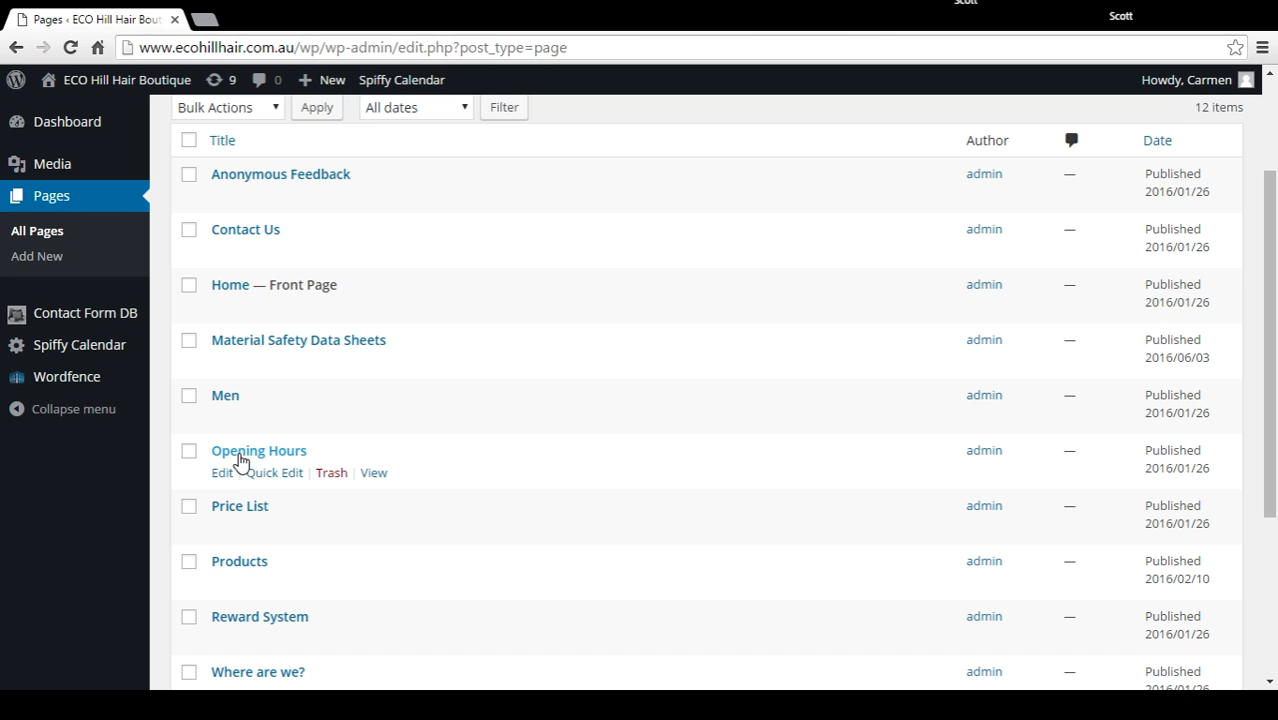 Scott
Scott
Pages ‹ ECO Hill Hair Bout
www.ecohillhair.com.au/wp/wp-admin/edit.php?post_type=page
ECO Hill Hair Boutique 9 0 + New Spiffy Calendar Howdy, Carmen
Bulk Actions Apply All dates Filter 12 items
Dashboard
Media
Pages
All Pages
Add New
Contact Form DB
Spiffy Calendar
Wordfence
Collapse menu
Title Author Date
Anonymous Feedback admin — Published
2016/01/26
Contact Us admin — Published
2016/01/26
Home — Front Page admin — Published
2016/01/26
Material Safety Data Sheets admin — Published
2016/06/03
Men admin — Published
2016/01/26
Opening Hours admin — Published
Edit | Quick Edit | Trash | View 2016/01/26
Price List admin — Published
2016/01/26
Products admin — Published
2016/02/10
Reward System admin — Published
2016/01/26
Where are we? admin — Published
2016/01/26